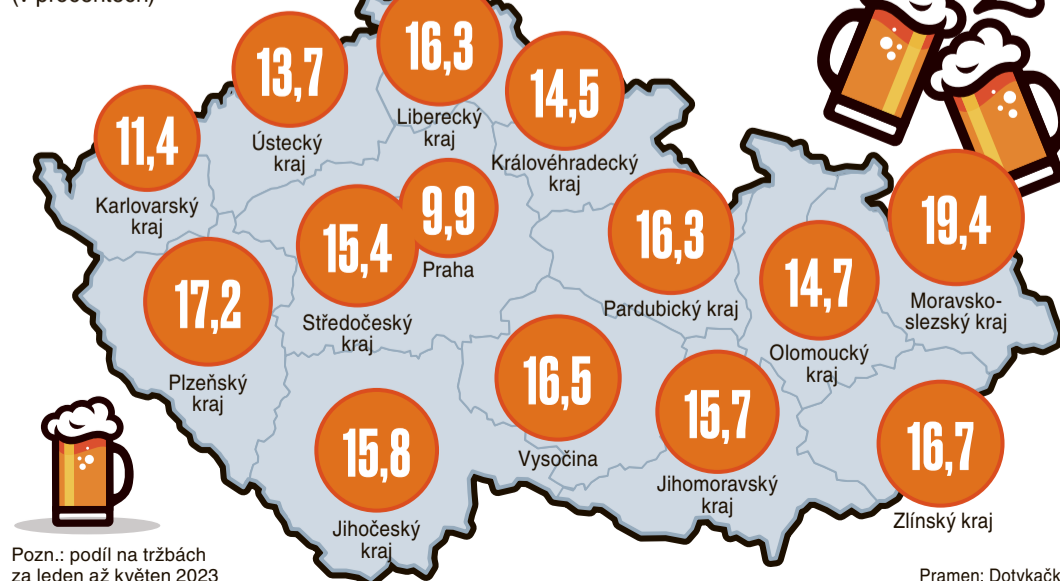 (v procentech)
16,3
Liberecký
kraj
13,7
Ústecký
kraj
14,5
Královéhradecký
kraj
11,4
Karlovarský
kraj
9,9
Praha
15,4
Středočeský
kraj
16,3
Pardubický kraj
19,4
Moravsko-
slezský kraj
14,7
Olomoucký
kraj
17,2
Plzeňský
kraj
16,5
Vysočina
15,7
Jihomoravský
kraj
15,8
Jihočeský
kraj
16,7
Zlínský kraj
Pozn.: podíl na tržbách
za leden až květen 2023
Pramen: Dotykačk